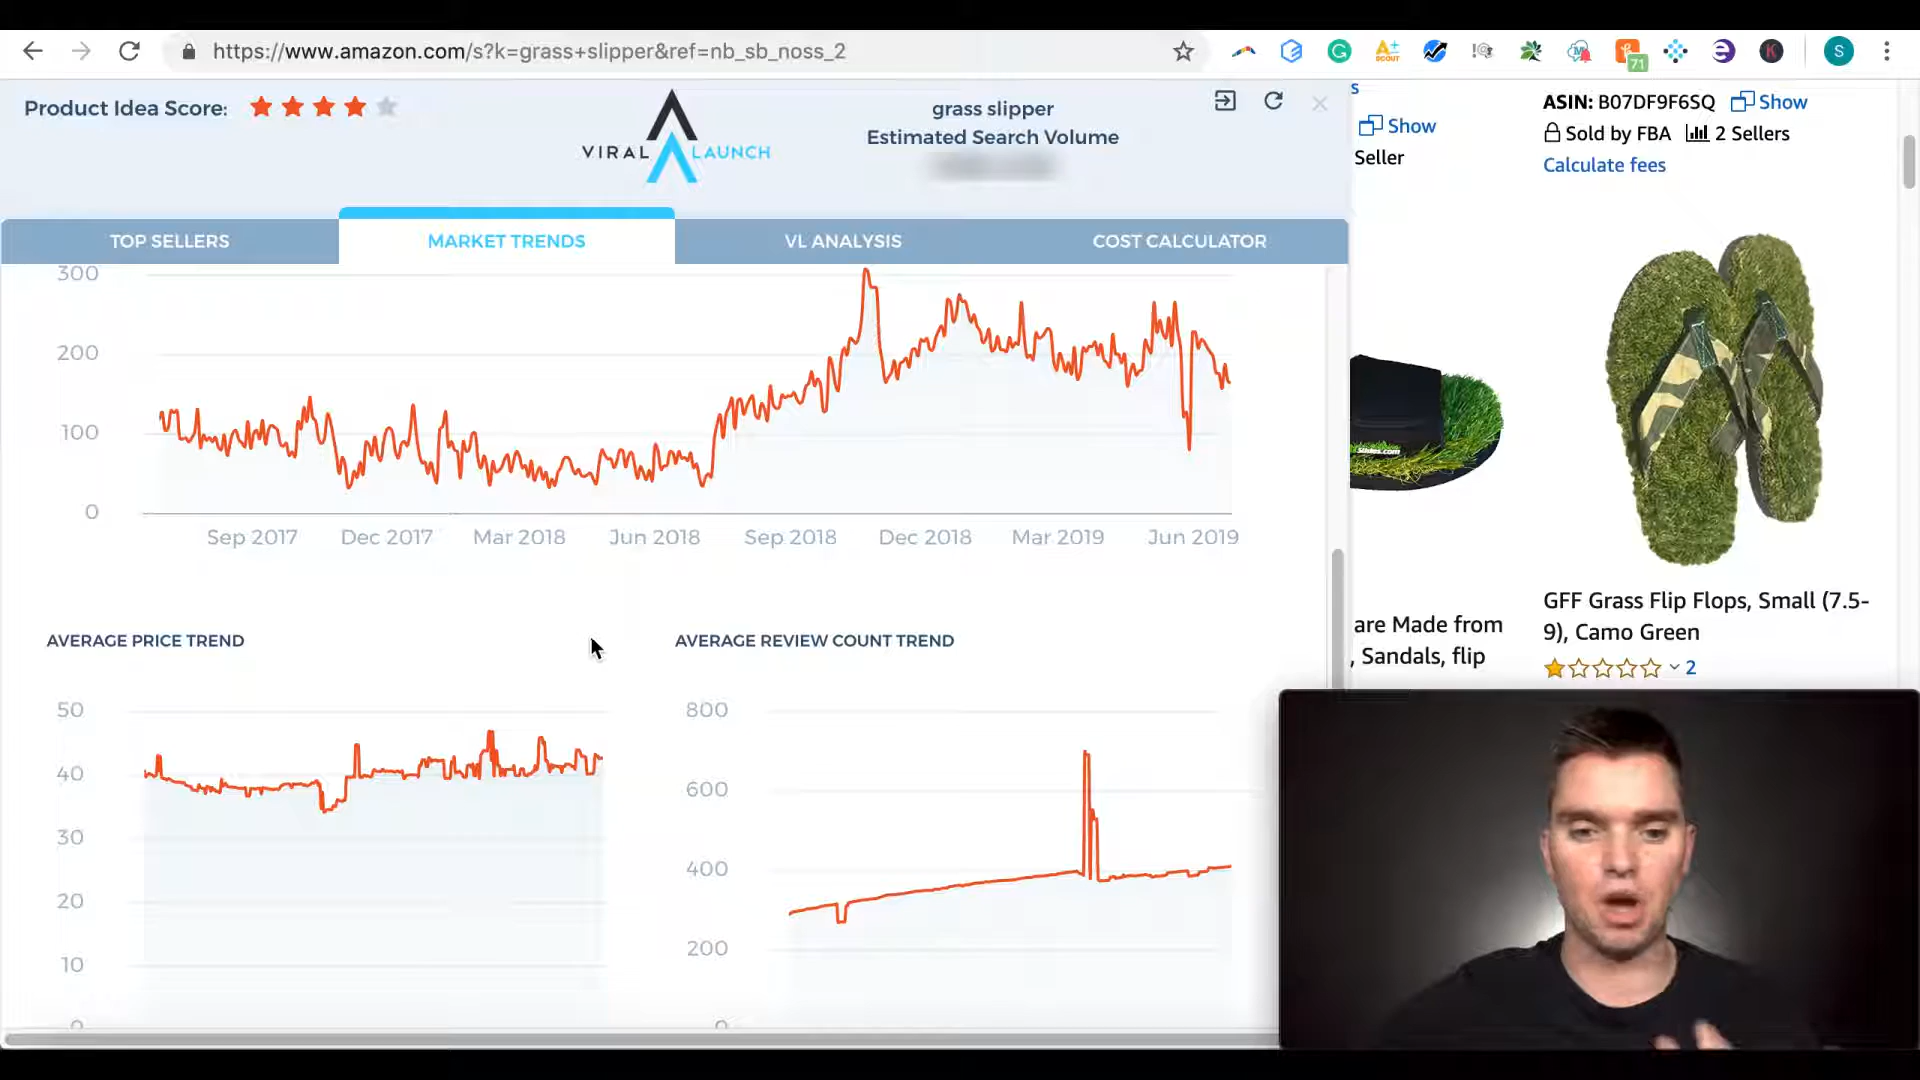 https://www.amazon.com/s?k=grass+slipper&ref=nb_sb_noss_2
A+
SCOUT
71
S
K
Product Idea Score:
VIRAL LAUNCH
grass slipper
Estimated Search Volume
TOP SELLERS
MARKET TRENDS
VL ANALYSIS
COST CALCULATOR
300
200
100
0
Sep 2017
Dec 2017
Mar 2018
Jun 2018
Sep 2018
Dec 2018
Mar 2019
Jun 2019
AVERAGE PRICE TREND
50
40
30
20
10
0
AVERAGE REVIEW COUNT TREND
800
600
400
200
0
s
Show
Seller
ASIN: B07DF9F6SQ Show
Sold by FBA 2 Sellers
Calculate fees
are Made from
, Sandals, flip
GFF Grass Flip Flops, Small (7.5-
9), Camo Green
2